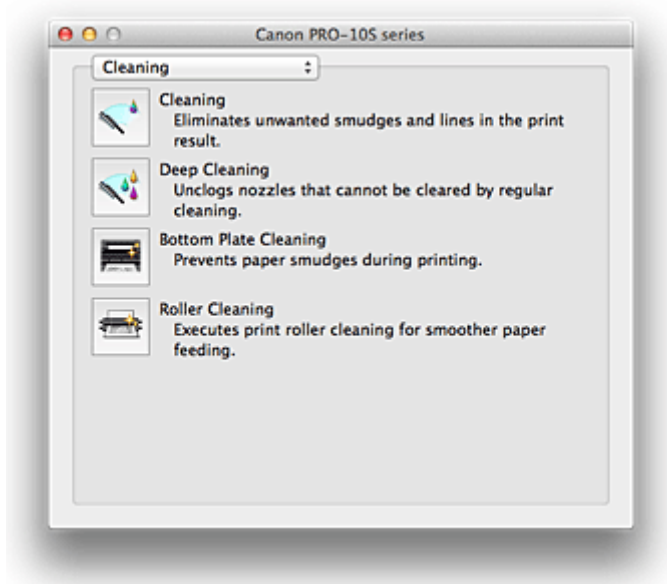 Canon PRO-10S series
Cleaning
Cleaning
Eliminates unwanted smudges and lines in the print
result.
Deep Cleaning
Unclogs nozzles that cannot be cleared by regular
cleaning.
Bottom Plate Cleaning
Prevents paper smudges during printing.
Roller Cleaning
Executes print roller cleaning for smoother paper
feeding.